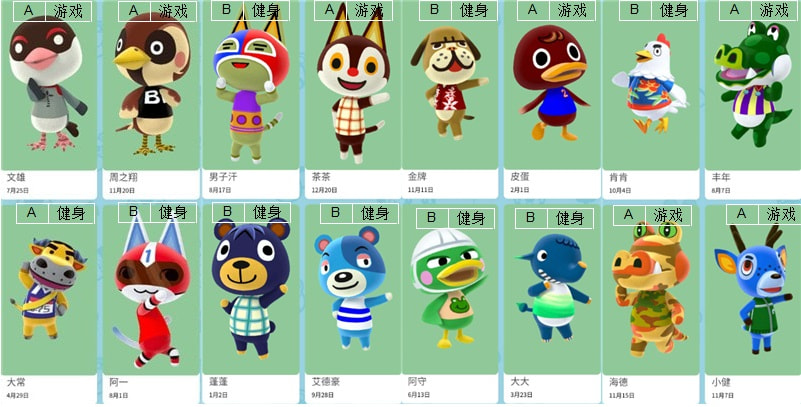 A 游戏 A 游戏 B 健身 A 游戏 B 健身 A 游戏 B 健身 A 游戏
B
文雄 周之翔 男子汗 茶茶 金牌 皮蛋 肯肯 丰年
7月25日 11月20日 8月17日 12月20日 11月11日 2月1日 10月4日 8月7日
A 健身 B 健身 B 健身 B 健身 B 健身 B 健身 A 游戏 A 游戏
1
大常 阿一 蓬蓬 艾德豪 阿守 大大 海德 小健
4月29日 8月1日 1月2日 9月28日 6月13日 3月23日 11月15日 11月7日